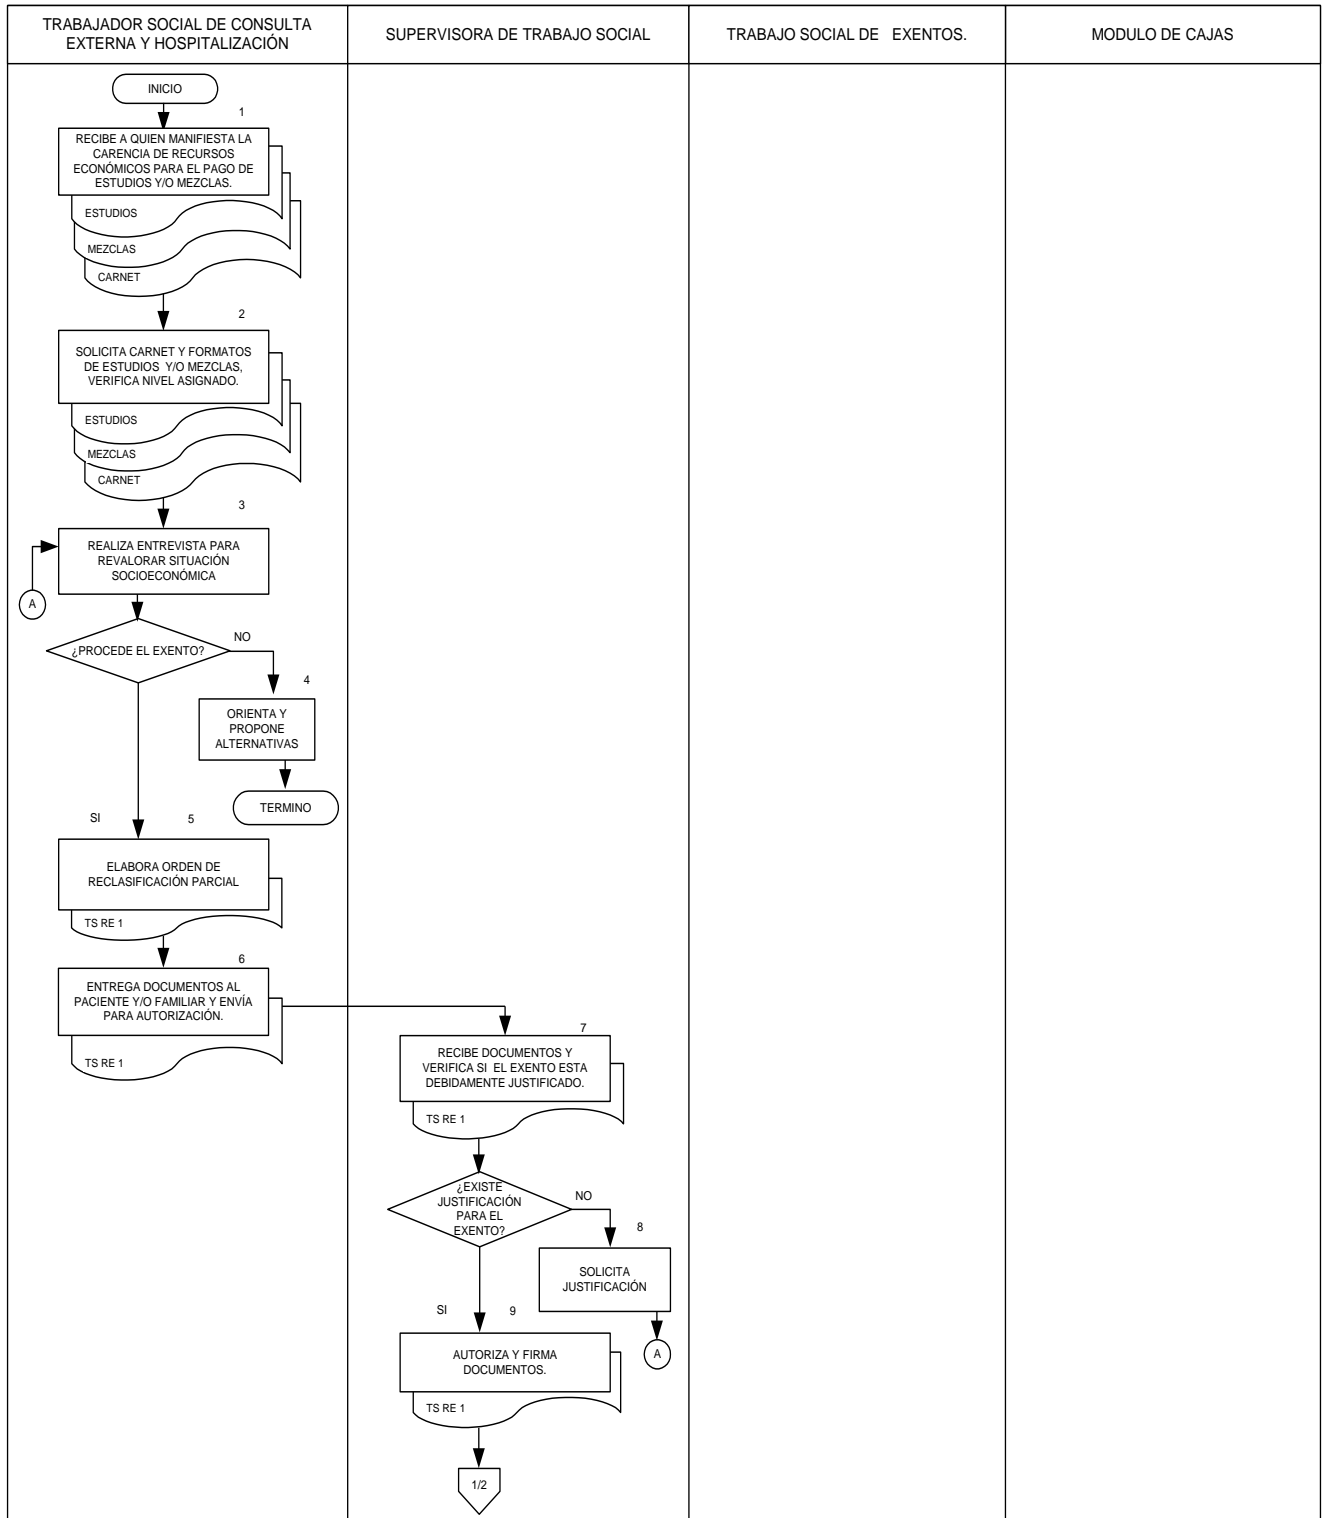 TRABAJADOR SOCIAL DE CONSULTA
EXTERNA Y HOSPITALIZACIÓN
SUPERVISORA DE TRABAJO SOCIAL
TRABAJO SOCIAL DE EXENTOS.
MODULO DE CAJAS
INICIO
1
RECIBE A QUIEN MANIFIESTA LA
CARENCIA DE RECURSOS
ECONÓMICOS PARA EL PAGO DE
ESTUDIOS Y/O MEZCLAS.
ESTUDIOS
MEZCLAS
CARNET
2
SOLICITA CARNET Y FORMATOS
DE ESTUDIOS Y/O MEZCLAS,
VERIFICA NIVEL ASIGNADO.
ESTUDIOS
MEZCLAS
CARNET
3
REALIZA ENTREVISTA PARA
REVALORAR SITUACIÓN
SOCIOECONÓMICA
A
¿PROCEDE EL EXENTO?
NO
4
ORIENTA Y
PROPONE
ALTERNATIVAS
TERMINO
SI
5
ELABORA ORDEN DE
RECLASIFICACIÓN PARCIAL
TS RE 1
6
ENTREGA DOCUMENTOS AL
PACIENTE Y/O FAMILIAR Y ENVÍA
PARA AUTORIZACIÓN.
TS RE 1
7
RECIBE DOCUMENTOS Y
VERIFICA SI EL EXENTO ESTA
DEBIDAMENTE JUSTIFICADO.
TS RE 1
¿EXISTE
JUSTIFICACIÓN
PARA EL
EXENTO?
NO
8
SOLICITA
JUSTIFICACIÓN
A
SI
9
AUTORIZA Y FIRMA
DOCUMENTOS.
TS RE 1
1/2